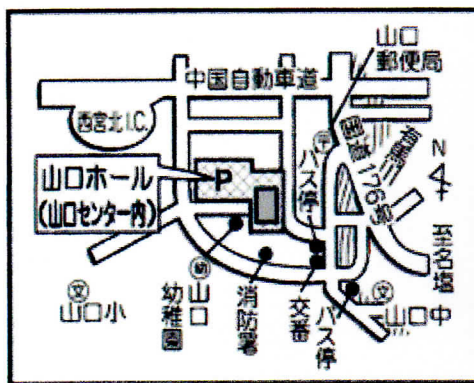 山口
郵便局
中国自動車道
西宮北I.C.
〒
バス停
国道176号
有馬川
N
山口ホール
(山口センター内)
P
至名塩
文
山口小
幼
山口
幼稚園
消防署
交番
バス停
文
山口中